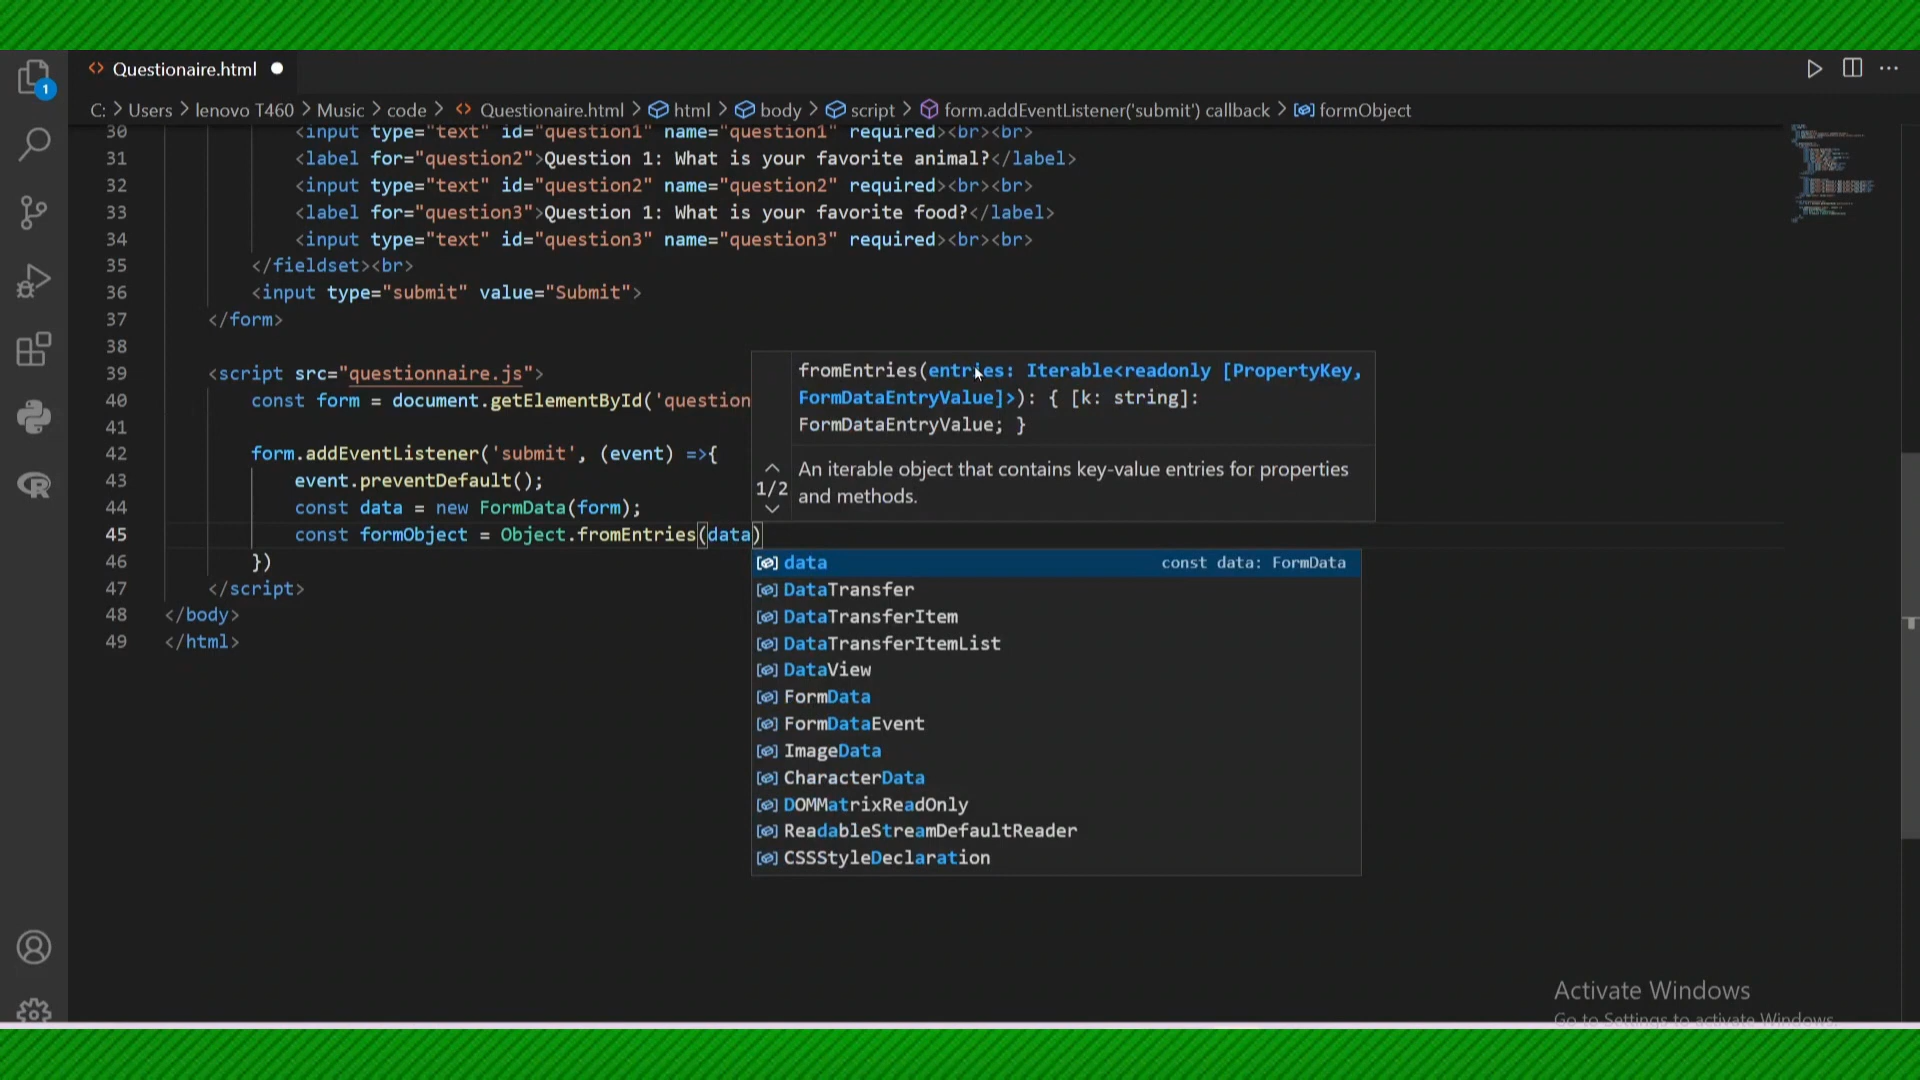 Questionaire.html
C: > Users > lenovo T460 > Music > code > Questionaire.html > html > body > script > form.addEventListener('submit') callback > formObject
1
30 <input type="text" id="question1" name="question1" required><br><br>
31 <label for="question2">Question 1: What is your favorite animal?</label>
32 <input type="text" id="question2" name="question2" required><br><br>
33 <label for="question3">Question 1: What is your favorite food?</label>
34 <input type="text" id="question3" name="question3" required><br><br>
35 </fieldset><br>
36 <input type="submit" value="Submit">
37 </form>
38
39 <script src="questionnaire.js">
40 const form = document.getElementById('question
41
42 form.addEventListener('submit', (event) =>{
43 event.preventDefault();
44 const data = new FormData(form);
45 const formObject = Object.fromEntries(data)
46 })
47 </script>
48 </body>
49 </html>
fromEntries(entries: Iterable<readonly [PropertyKey,
FormDataEntryValue]>): { [k: string]:
FormDataEntryValue; }
1/2
An iterable object that contains key-value entries for properties
and methods.
data const data: FormData
DataTransfer
DataTransferItem
DataTransferItemList
DataView
FormData
FormDataEvent
ImageData
CharacterData
DOMMatrixReadOnly
ReadableStreamDefaultReader
CSSStyleDeclaration
Activate Windows
Go to Settings to activate Windows.